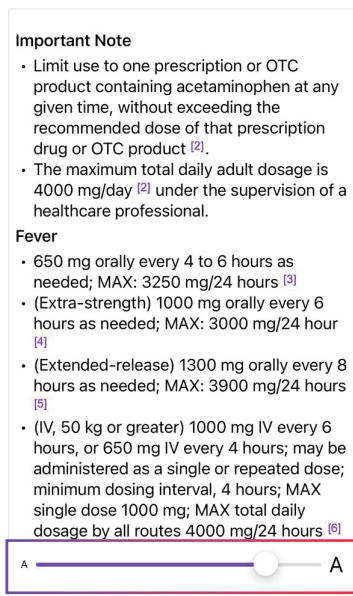 Important Note
• Limit use to one prescription or OTC
product containing acetaminophen at any
given time, without exceeding the
recommended dose of that prescription
drug or OTC product [2].
• The maximum total daily adult dosage is
4000 mg/day [2] under the supervision of a
healthcare professional.
Fever
• 650 mg orally every 4 to 6 hours as
needed; MAX: 3250 mg/24 hours [3]
• (Extra-strength) 1000 mg orally every 6
hours as needed; MAX: 3000 mg/24 hour
[4]
• (Extended-release) 1300 mg orally every 8
hours as needed; MAX: 3900 mg/24 hours
[5]
• (IV, 50 kg or greater) 1000 mg IV every 6
hours, or 650 mg IV every 4 hours; may be
administered as a single or repeated dose;
minimum dosing interval, 4 hours; MAX
single dose 1000 mg; MAX total daily
dosage by all routes 4000 mg/24 hours [6]
A A